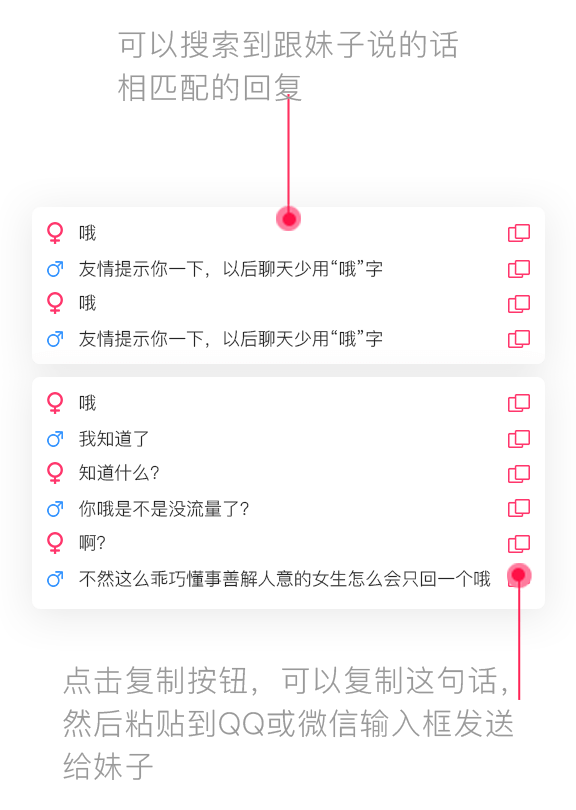 可以搜索到跟妹子说的话
相匹配的回复
哦
友情提示你一下，以后聊天少用“哦”字
哦
友情提示你一下，以后聊天少用“哦”字
哦
我知道了
知道什么？
你哦是不是没流量了？
啊？
不然这么乖巧懂事善解人意的女生怎么会只回一个哦
点击复制按钮，可以复制这句话，
然后粘贴到QQ或微信输入框发送
给妹子